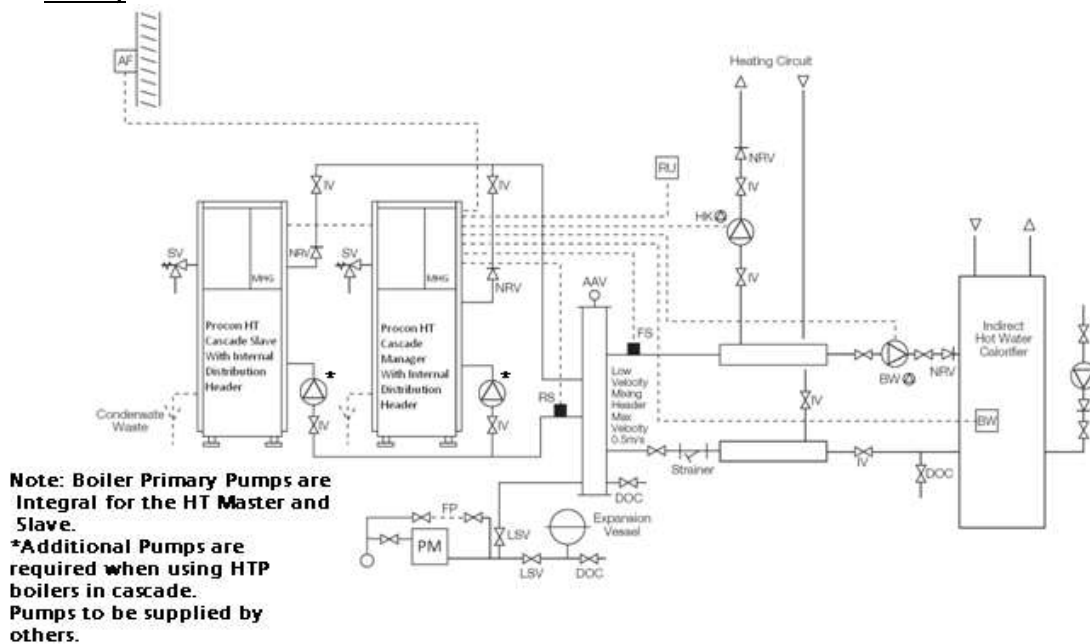 AF
Heating Circuit
NRV
IV
RU
HK
IV
IV
IV
SV
NRV
MHG
SV
MHG
NRV
AAV
FS
Procon HT
Cascade Slave
With Internal
Distribution
Header
Procon HT
Cascade
Manager
With Internal
Distribution
Header
*
*
Low
Velocity
Mixing
Header
Max
Velocity
0.5m/s
BW
NRV
Indirect
Hot Water
Calorifier
BW
RS
IV
Condensate
Waste
IV
IV
Strainer
IV
DOC
DOC
Note: Boiler Primary Pumps are
Integral for the HT Master and
Slave.
*Additional Pumps are
required when using HTP
boilers in cascade.
Pumps to be supplied by
others.
FP
PM
LSV
Expansion
Vessel
LSV
DOC